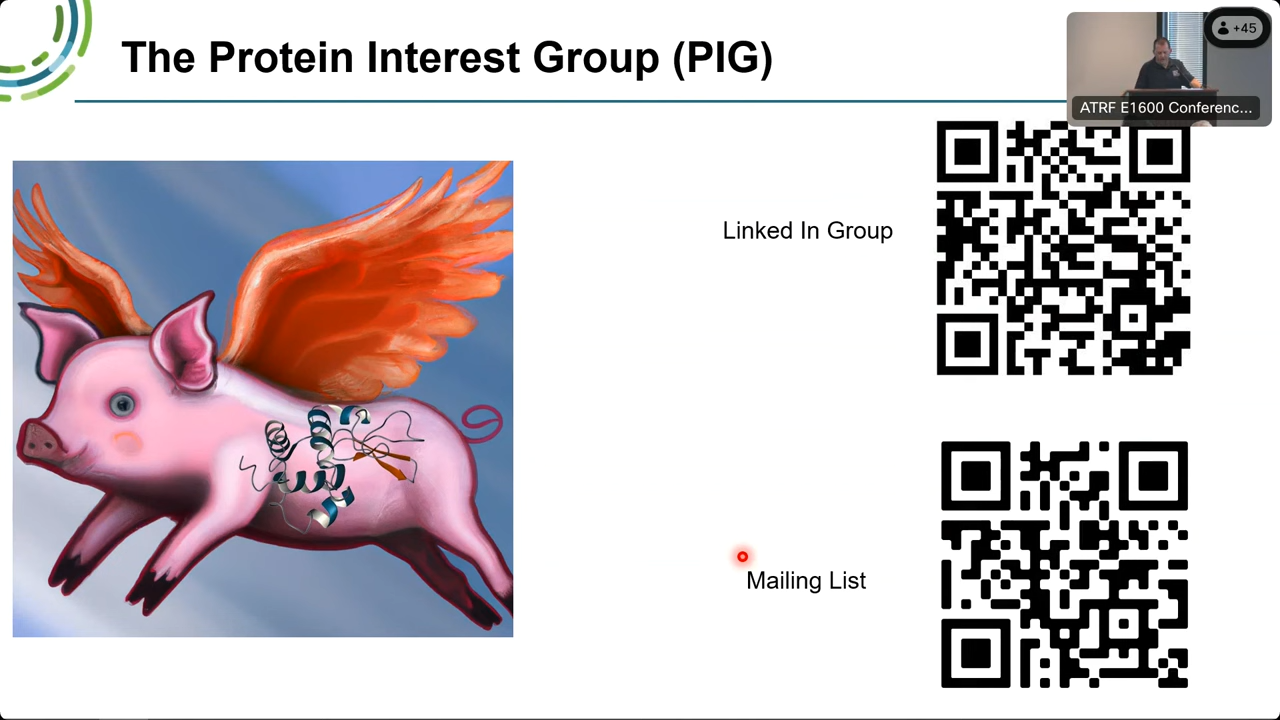 The Protein Interest Group (PIG)
+45
ATRF E1600 Conferenc...
Linked In Group
Mailing List